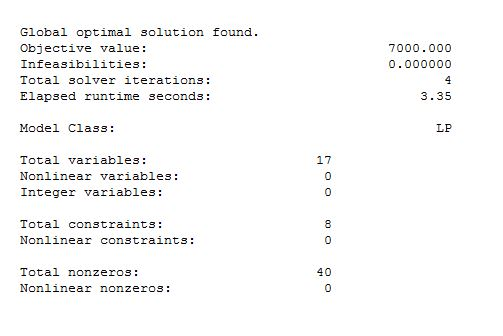 Global optimal solution found.
Objective value: 7000.000
Infeasibilities: 0.000000
Total solver iterations: 4
Elapsed runtime seconds: 3.35
Model Class: LP
Total variables: 17
Nonlinear variables: 0
Integer variables: 0
Total constraints: 8
Nonlinear constraints: 0
Total nonzeros: 40
Nonlinear nonzeros: 0